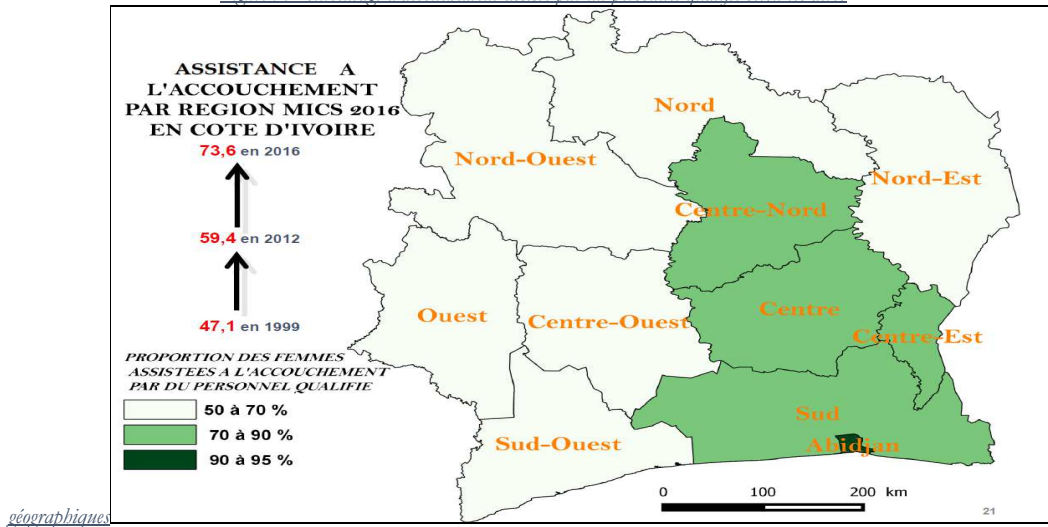 ASSISTANCE A
L'ACCOUCHEMENT
PAR REGION MICS 2016
EN COTE D'IVOIRE
73,6 en 2016
59,4 en 2012
47,1 en 1999
PROPORTION DES FEMMES
ASSISTEES A L'ACCOUCHEMENT
PAR DU PERSONNEL QUALIFIE
50 à 70 %
70 à 90 %
90 à 95 %
Nord
Nord-Ouest
Nord-Est
Centre-Nord
Ouest
Centre-Ouest
Centre
Centre-Est
Sud
Sud-Ouest
Abidjan
0 100 200 km
21
géographiques